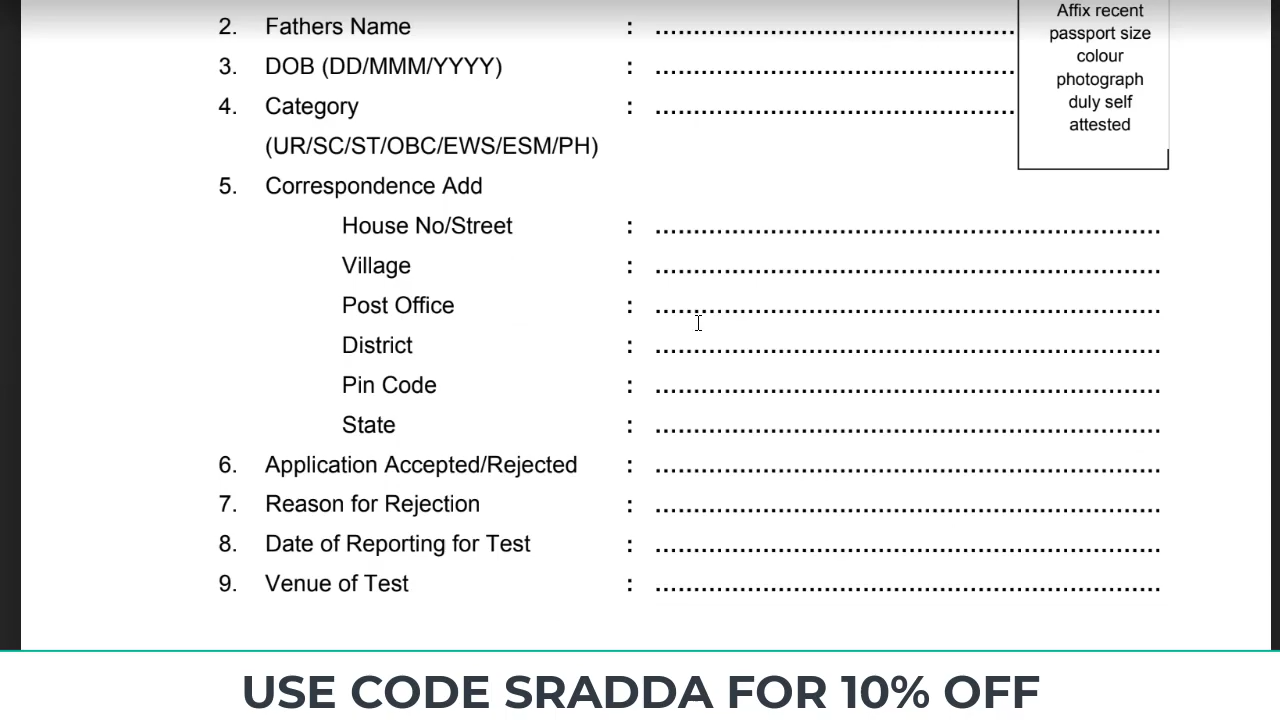 2. Fathers Name : ........................................................
3. DOB (DD/MMM/YYYY) : ........................................................
4. Category : ........................................................
(UR/SC/ST/OBC/EWS/ESM/PH)
Affix recent
passport size
colour
photograph
duly self
attested
5. Correspondence Add
House No/Street : ................................................................................
Village : ................................................................................
Post Office : ................................................................................
District : ................................................................................
Pin Code : ................................................................................
State : ................................................................................
6. Application Accepted/Rejected : ................................................................................
7. Reason for Rejection : ................................................................................
8. Date of Reporting for Test : ................................................................................
9. Venue of Test : ................................................................................
USE CODE SRADDA FOR 10% OFF